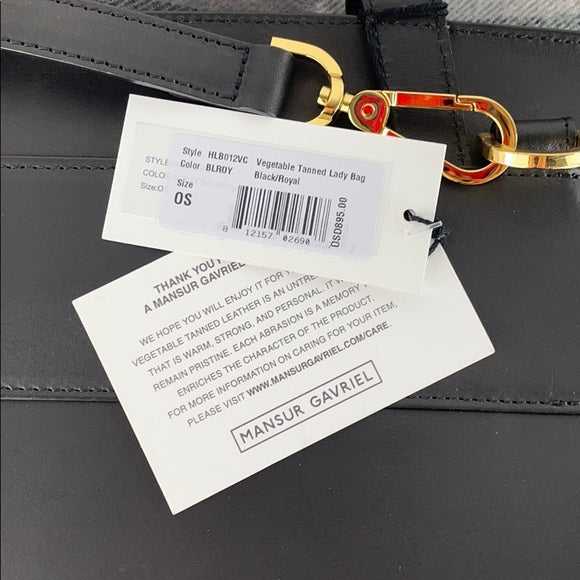 Style HLB012VC Vegetable Tanned Lady Bag
Color BLROY Black/Royal
Size
OS
USD895.00
8 12157 02690 7
STYLE
COLO
Size:O
THANK YOU
A MANSUR GAVRIEL
WE HOPE YOU WILL ENJOY IT FOR
VEGETABLE TANNED LEATHER IS AN UNTRE
THAT IS WARM, STRONG, AND PERSONAL. IT
REMAIN PRISTINE. EACH ABRASION IS A MEMORY
ENRICHES THE CHARACTER OF THE PRODUCT.
FOR MORE INFORMATION ON CARING FOR YOUR ITEM,
PLEASE VISIT WWW.MANSURGAVRIEL.COM/CARE.
MANSUR GAVRIEL